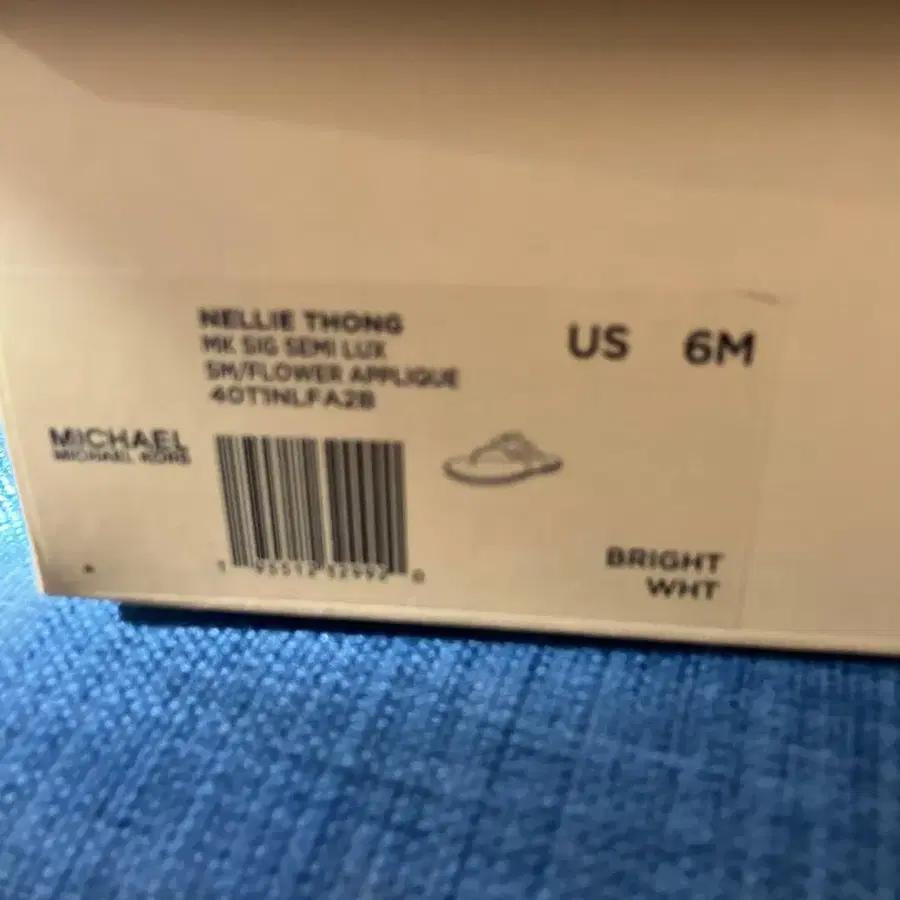 NELLIE THONG
MK SIG SEMI LUX
SM/FLOWER APPLIQUE
40T1NLFA2B
US 6M
MICHAEL
MICHAEL KORS
BRIGHT
WHT